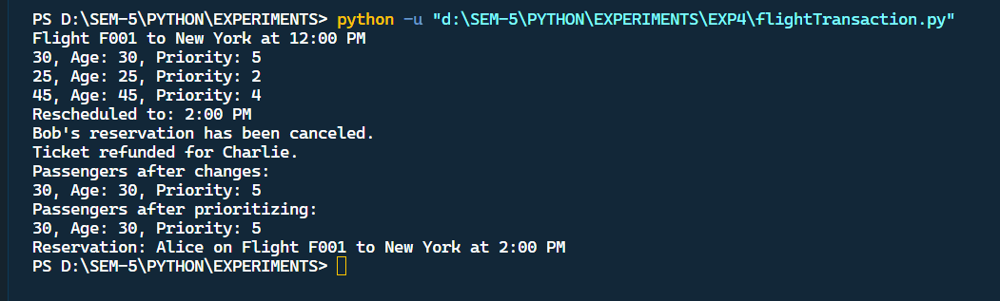 PS D:\SEM-5\PYTHON\EXPERIMENTS> python -u "d:\SEM-5\PYTHON\EXPERIMENTS\EXP4\flightTransaction.py"
Flight F001 to New York at 12:00 PM
30, Age: 30, Priority: 5
25, Age: 25, Priority: 2
45, Age: 45, Priority: 4
Rescheduled to: 2:00 PM
Bob's reservation has been canceled.
Ticket refunded for Charlie.
Passengers after changes:
30, Age: 30, Priority: 5
Passengers after prioritizing:
30, Age: 30, Priority: 5
Reservation: Alice on Flight F001 to New York at 2:00 PM
PS D:\SEM-5\PYTHON\EXPERIMENTS>